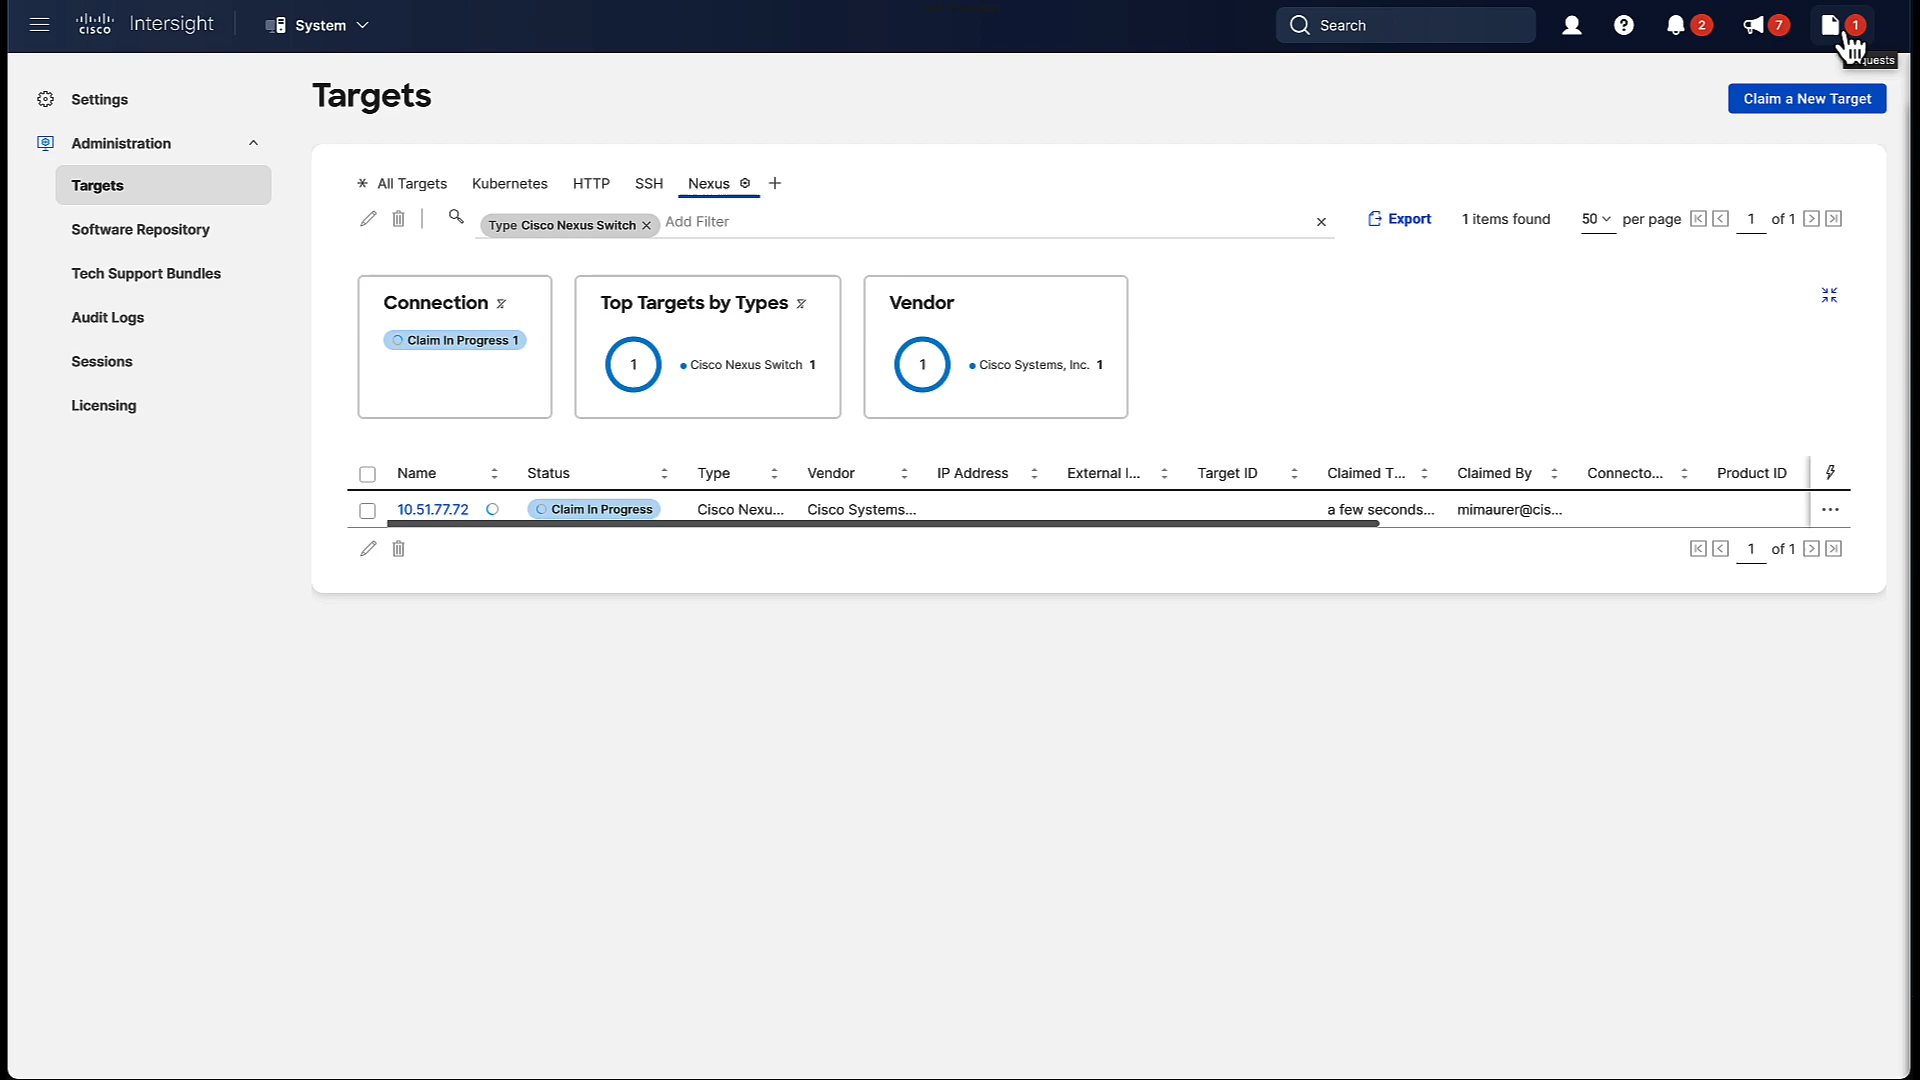 cisco Intersight System Search 2 7 1
Settings
Administration
Targets
Software Repository
Tech Support Bundles
Audit Logs
Sessions
Licensing
Targets
Claim a New Target
All Targets Kubernetes HTTP SSH Nexus
Type Cisco Nexus Switch Add Filter Export 1 items found 50 per page 1 of 1
Connection
Claim In Progress 1
Top Targets by Types
1 Cisco Nexus Switch 1
Vendor
1 Cisco Systems, Inc. 1
Name Status Type Vendor IP Address External I... Target ID Claimed T... Claimed By Connecto... Product ID
10.51.77.72 Claim In Progress Cisco Nexu... Cisco Systems... a few seconds... mimaurer@cis...
1 of 1